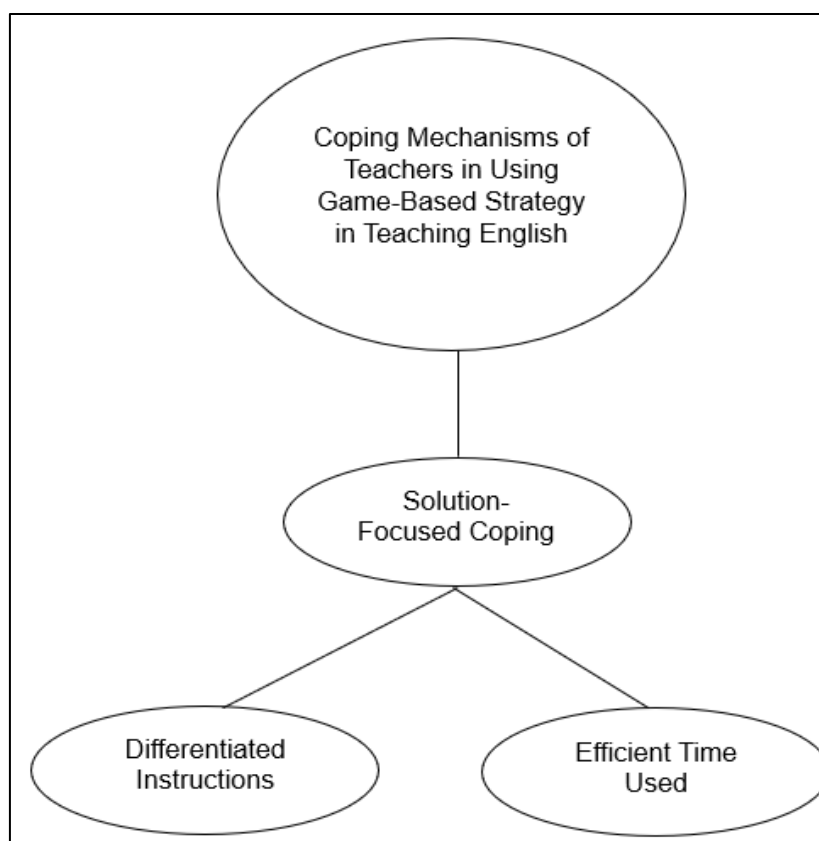 Coping Mechanisms of
Teachers in Using
Game-Based Strategy
in Teaching English
Solution-
Focused Coping
Differentiated
Instructions
Efficient Time
Used